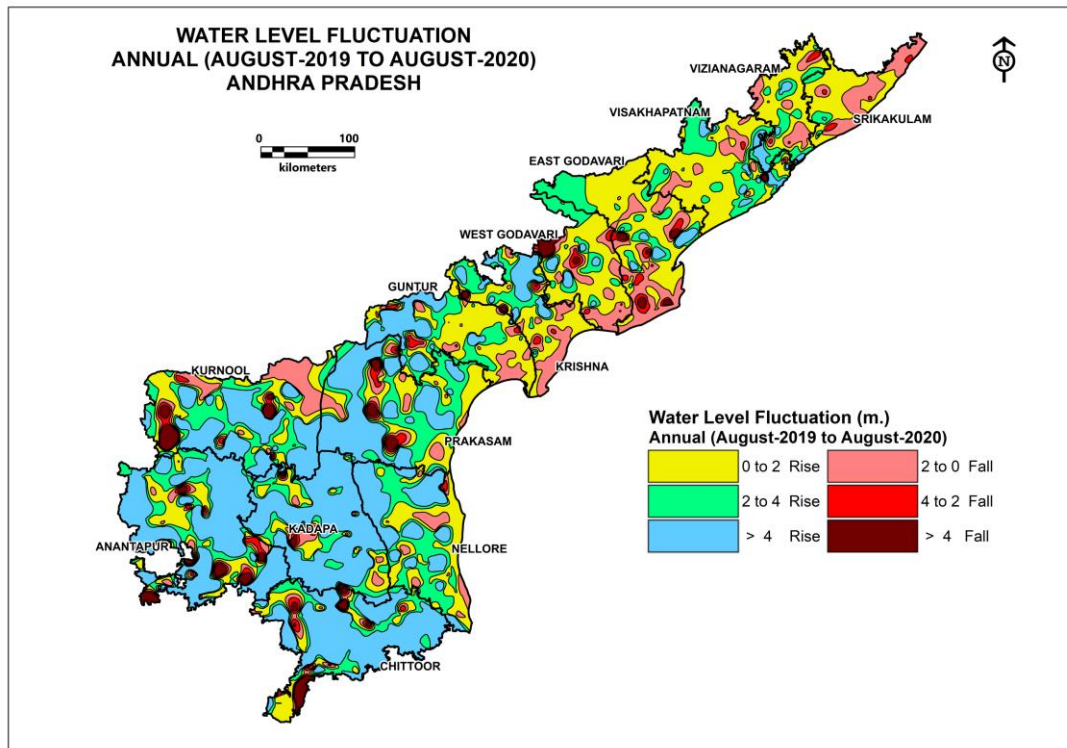 WATER LEVEL FLUCTUATION
ANNUAL (AUGUST-2019 TO AUGUST-2020)
ANDHRA PRADESH
0 100
kilometers
N
VIZIANAGARAM
SRIKAKULAM
VISAKHAPATNAM
EAST GODAVARI
WEST GODAVARI
GUNTUR
KRISHNA
KURNOOL
PRAKASAM
KADAPA
ANANTAPUR
NELLORE
CHITTOOR
Water Level Fluctuation (m.)
Annual (August-2019 to August-2020)
0 to 2 Rise 2 to 0 Fall
2 to 4 Rise 4 to 2 Fall
> 4 Rise > 4 Fall